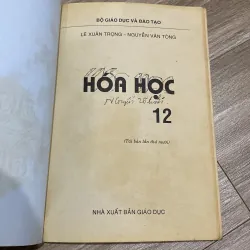 BỘ GIÁO DỤC VÀ ĐÀO TẠO
LÊ XUÂN TRỌNG - NGUYỄN VĂN TÒNG
HÓA HỌC
12
(Tái bản lần thứ mười)
NHÀ XUẤT BẢN GIÁO DỤC